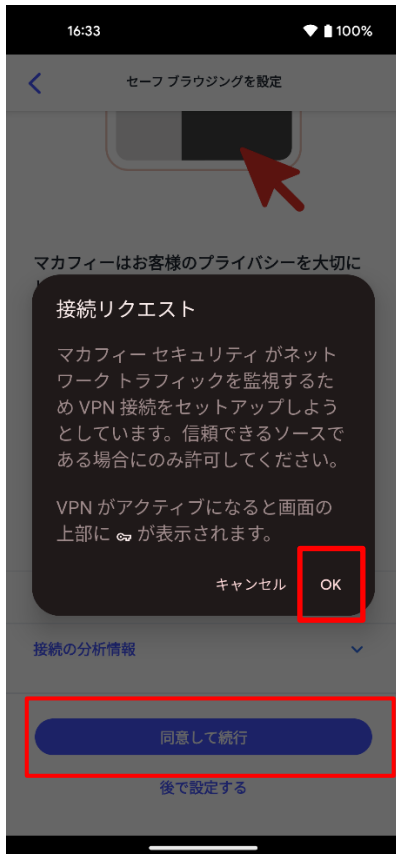 16:33
100%
セーフ ブラウジングを設定
マカフィーはお客様のプライバシーを大切に
接続リクエスト
マカフィー セキュリティ がネット
ワーク トラフィックを監視するた
め VPN 接続をセットアップしよう
としています。信頼できるソースで
ある場合にのみ許可してください。
VPN がアクティブになると画面の
上部に が表示されます。
キャンセル
OK
接続の分析情報
同意して続行
後で設定する